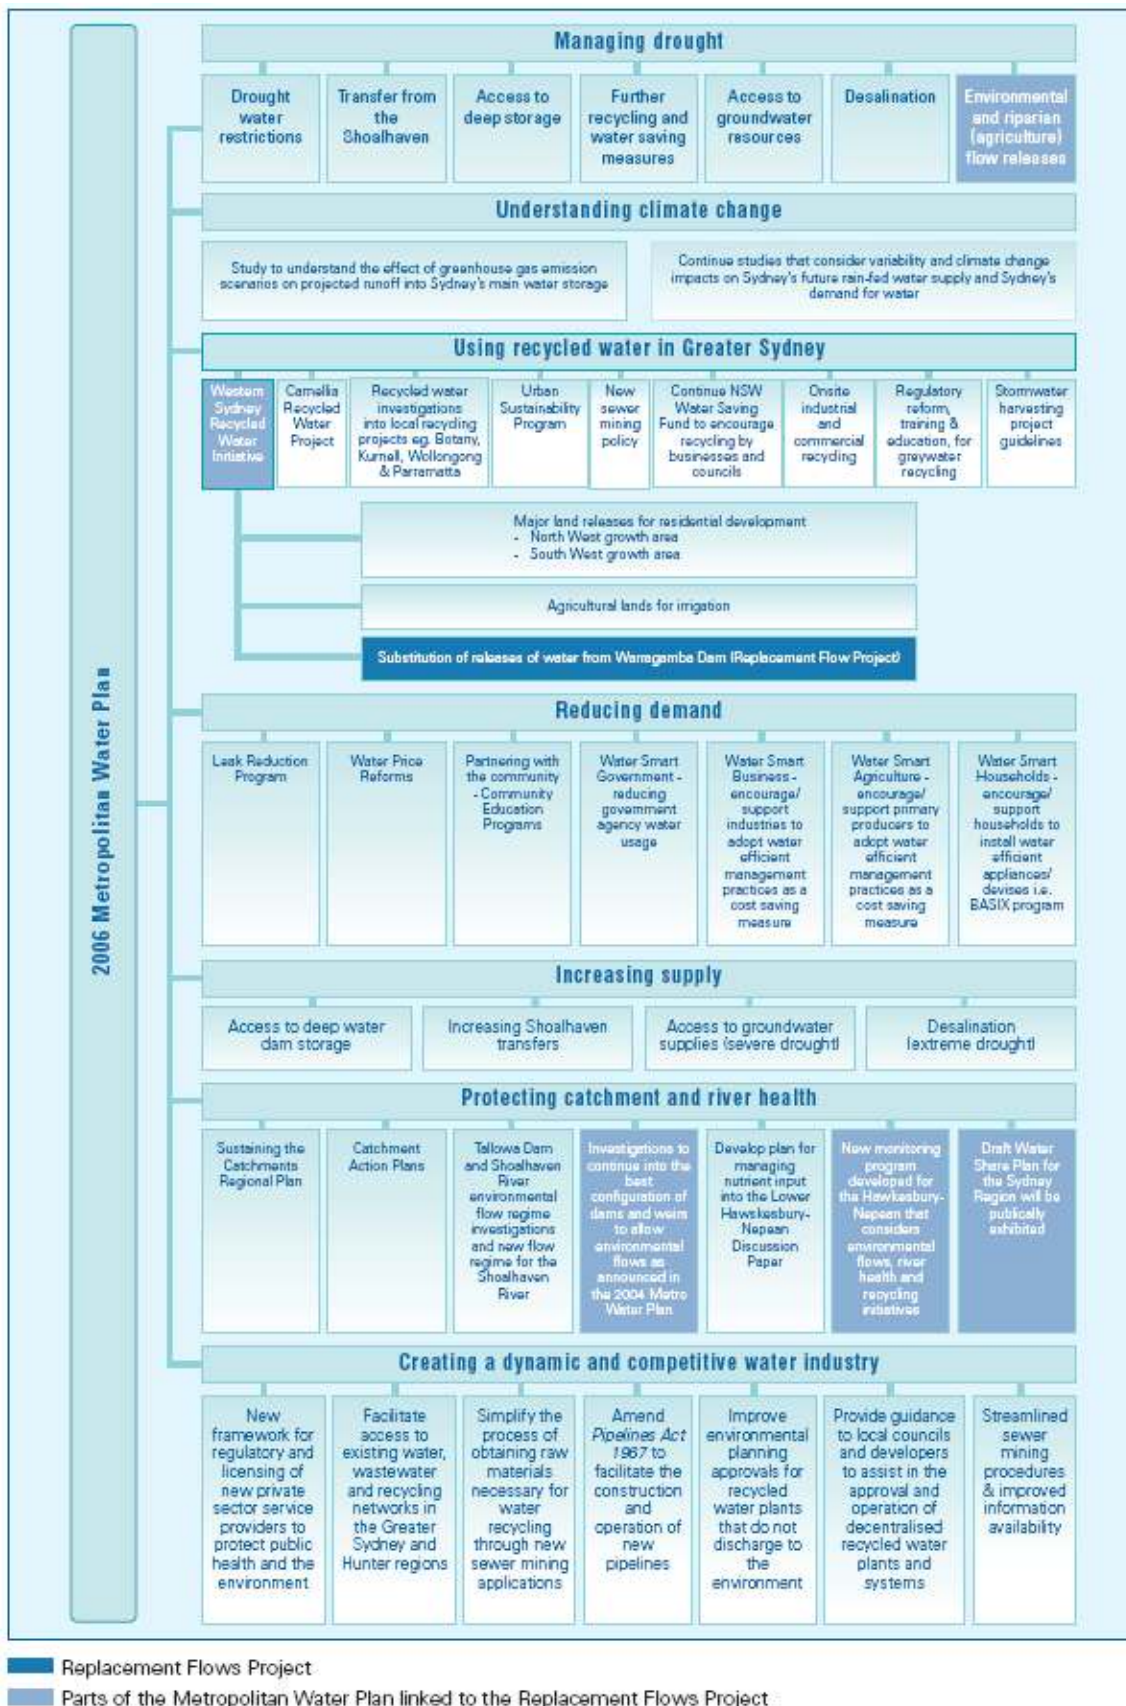 2006 Metropolitan Water Plan
Managing drought
Drought
water
restrictions
Transfer from
the
Shoalhaven
Access to
deep storage
Further
recycling and
water saving
measures
Access to
groundwater
resources
Desalination
Environmental
and riparian
(agriculture)
flow releases
Understanding climate change
Study to understand the effect of greenhouse gas emission
scenarios on projected runoff into Sydney's main water storage
Continue studies that consider variability and climate change
impacts on Sydney's future rain-fed water supply and Sydney's
demand for water
Using recycled water in Greater Sydney
Western
Sydney
Recycled
Water
Initiative
Camellia
Recycled
Water
Project
Recycled water
investigations
into local recycling
projects eg. Botany,
Kurnell, Wollongong
& Parramatta
Urban
Sustainability
Program
New
sewer
mining
policy
Continue NSW
Water Saving
Fund to encourage
recycling by
businesses and
councils
Onsite
industrial
and
commercial
recycling
Regulatory
reform,
training &
education, for
greywater
recycling
Stormwater
harvesting
project
guidelines
Major land releases for residential development
- North West growth area
- South West growth area
Agricultural lands for irrigation
Substitution of releases of water from Warragamba Dam (Replacement Flow Project)
Reducing demand
Leak Reduction
Program
Water Price
Reforms
Partnering with
the community
- Community
Education
Programs
Water Smart
Government -
reducing
government
agency water
usage
Water Smart
Business -
encourage/
support
industries to
adopt water
efficient
management
practices as a
cost saving
measure
Water Smart
Agriculture -
encourage/
support primary
producers to
adopt water
efficient
management
practices as a
cost saving
measure
Water Smart
Households -
encourage/
support
households to
install water
efficient
appliances/
devises i.e.
BASIX program
Increasing supply
Access to deep water
dam storage
Increasing Shoalhaven
transfers
Access to groundwater
supplies (severe drought)
Desalination
(extreme drought)
Protecting catchment and river health
Sustaining the
Catchments
Regional Plan
Catchment
Action Plans
Tallowa Dam
and Shoalhaven
River
environmental
flow regime
investigations
and new flow
regime for the
Shoalhaven
River
Investigations to
continue into the
best
configuration of
dams and weirs
to allow
environmental
flows as
announced in
the 2004 Metro
Water Plan
Develop plan for
managing
nutrient input
into the Lower
Hawskesbury-
Nepean
Discussion
Paper
New monitoring
program
developed for
the Hawkesbury-
Nepean that
considers
environmental
flows, river
health and
recycling
initiatives
Draft Water
Share Plan for
the Sydney
Region will be
publically
exhibited
Creating a dynamic and competitive water industry
New
framework for
regulatory and
licensing of
new private
sector service
providers to
protect public
health and the
environment
Facilitate
access to
existing water,
wastewater
and recycling
networks in
the Greater
Sydney and
Hunter regions
Simplify the
process of
obtaining raw
materials
necessary for
water
recycling
through new
sewer mining
applications
Amend
Pipelines Act
1967 to
facilitate the
construction
and
operation of
new
pipelines
Improve
environmental
planning
approvals for
recycled
water plants
that do not
discharge to
the
environment
Provide guidance
to local councils
and developers
to assist in the
approval and
operation of
decentralised
recycled water
plants and
systems
Streamlined
sewer
mining
procedures
& improved
information
availability
Replacement Flows Project
Parts of the Metropolitan Water Plan linked to the Replacement Flows Project